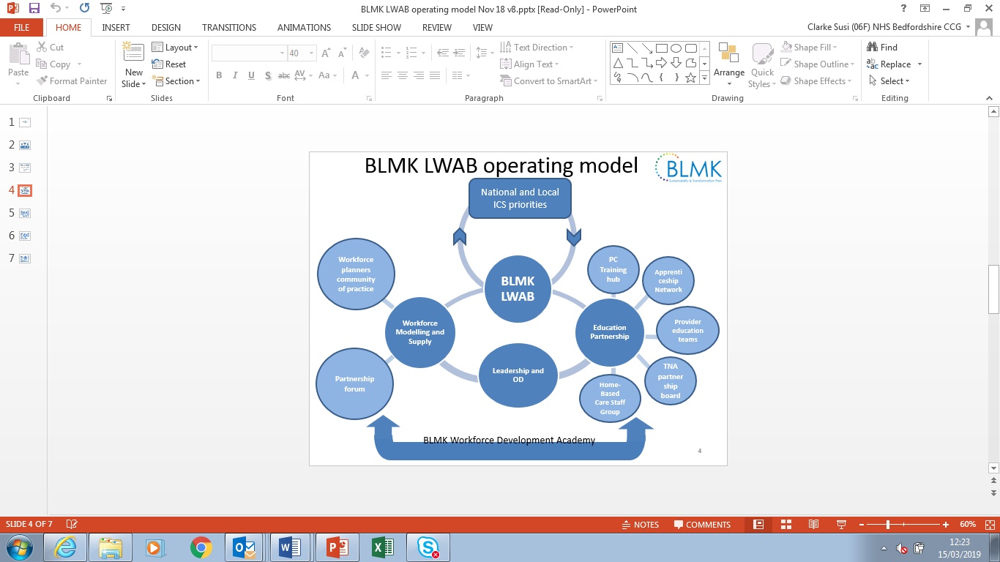 BLMK LWAB operating model Nov 18 v8.pptx [Read-Only] - PowerPoint
FILE HOME INSERT DESIGN TRANSITIONS ANIMATIONS SLIDE SHOW REVIEW VIEW
Clarke Susi (06F) NHS Bedfordshire CCG
Paste
Cut
Copy
Format Painter
Clipboard
New
Slide
Layout
Reset
Section
Slides
40
B I U S abc AV Aa A
Font
Text Direction
Align Text
Convert to SmartArt
Paragraph
Arrange
Quick
Styles
Shape Fill
Shape Outline
Shape Effects
Drawing
Find
Replace
Select
Editing
1
2
3
4
5
6
7
BLMK LWAB operating model
BLMK
Sustainability & Transformation Plan
National and Local
ICS priorities
Workforce
planners
community
of practice
BLMK
LWAB
PC
Training
hub
Apprenti
ceship
Network
Workforce
Modelling and
Supply
Education
Partnership
Provider
education
teams
Partnership
forum
Leadership and
OD
TNA
partner
ship
board
Home-
Based
Care Staff
Group
BLMK Workforce Development Academy
4
SLIDE 4 OF 7
NOTES
COMMENTS
60%
12:23
15/03/2019